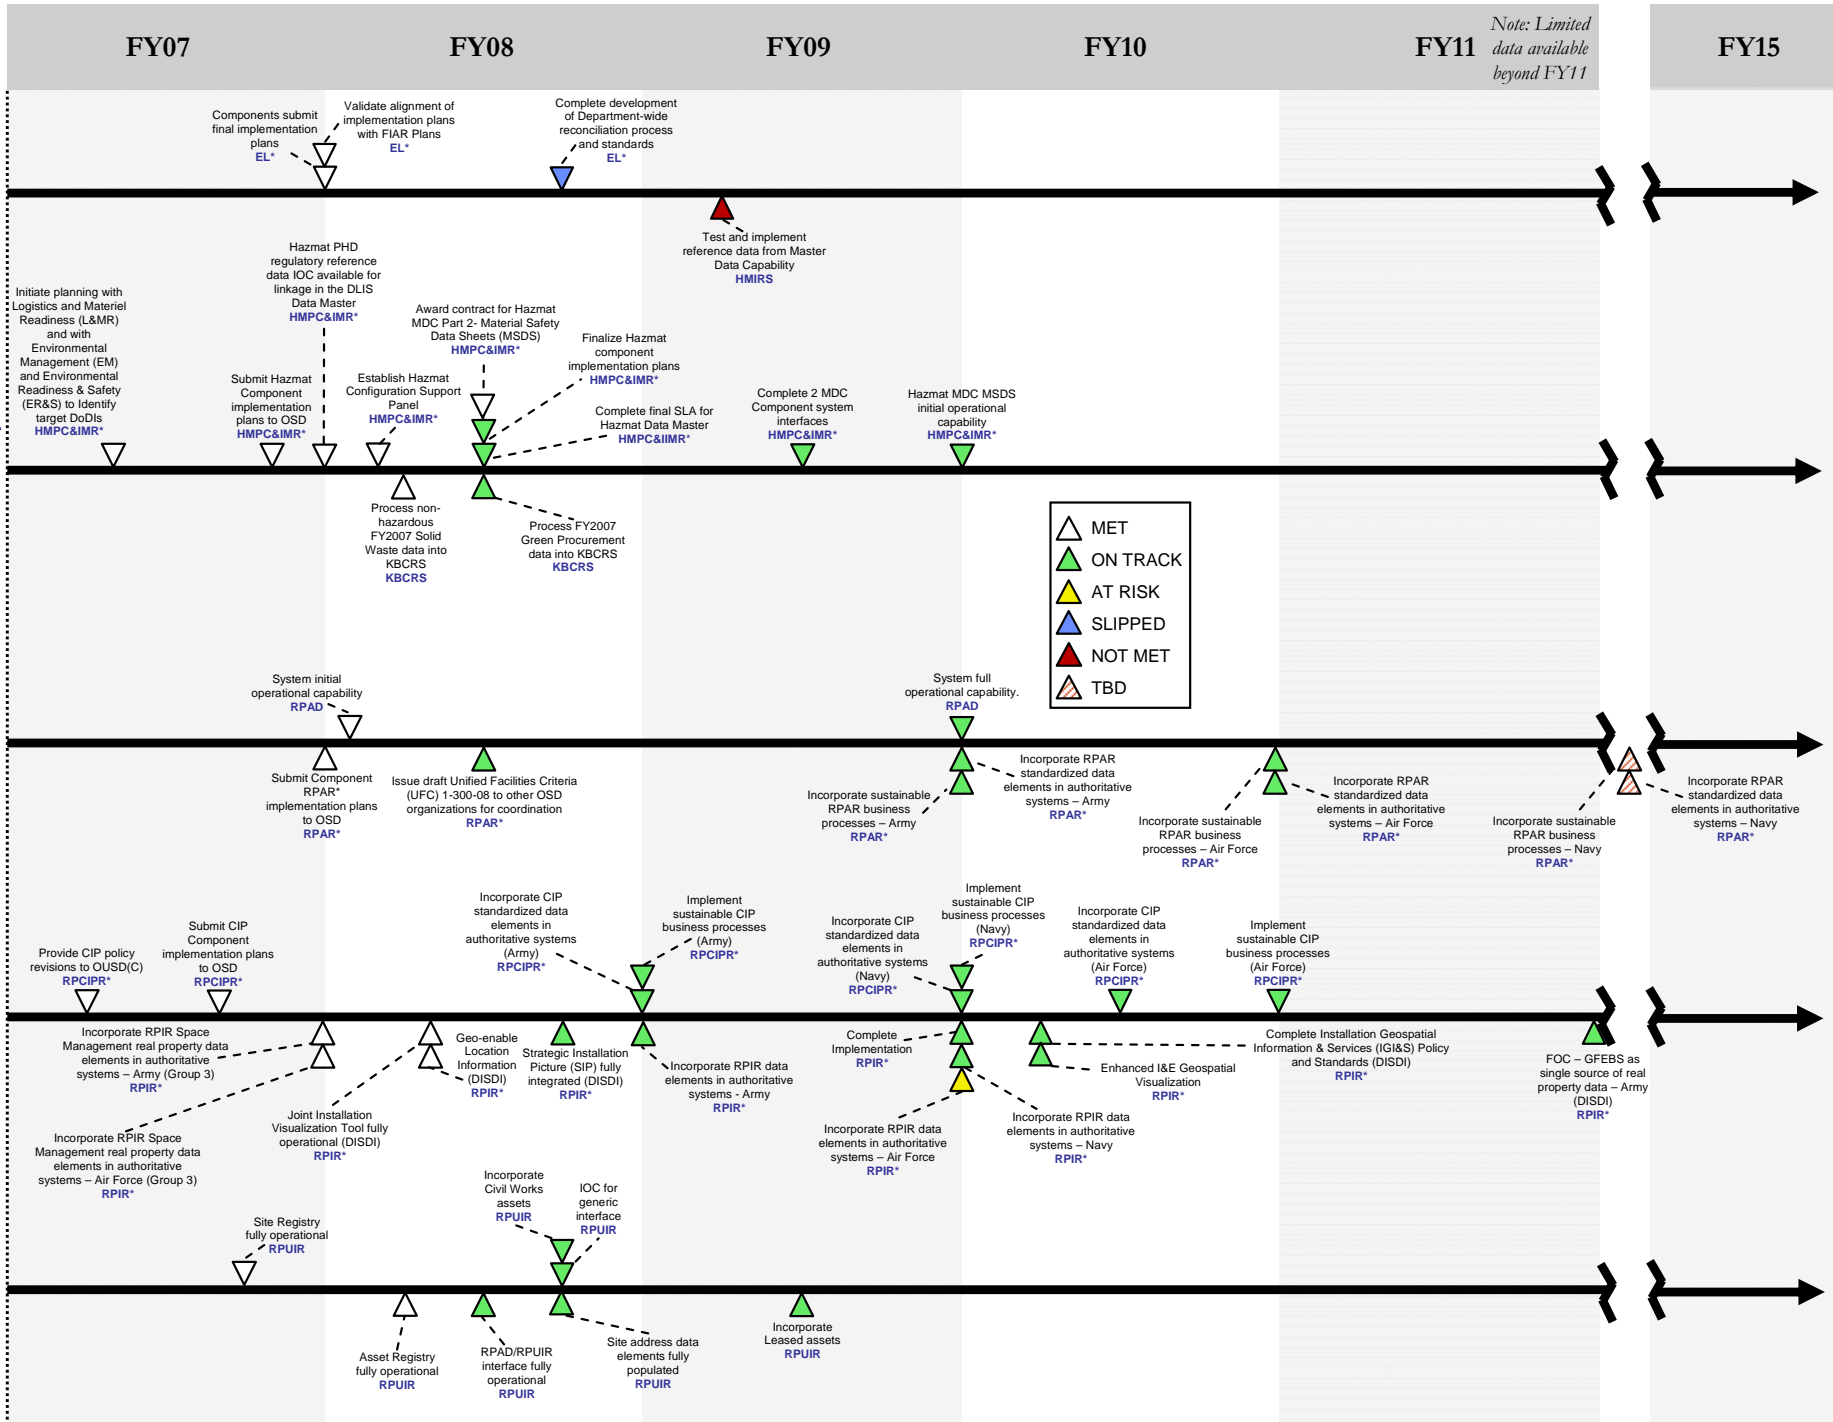 FY07
FY08
FY09
FY10
FY11
Note: Limited
data available
beyond FY11
FY15
Components submit
final implementation
plans
EL*
Validate alignment of
implementation plans
with FIAR Plans
EL*
Complete development
of Department-wide
reconciliation process
and standards
EL*
Test and implement
reference data from Master
Data Capability
HMIRS
Initiate planning with
Logistics and Materiel
Readiness (L&MR)
and with
Environmental
Management (EM)
and Environmental
Readiness & Safety
(ER&S) to Identify
target DoDIs
HMPC&IMR*
Submit Hazmat
Component
implementation
plans to OSD
HMPC&IMR*
Hazmat PHD
regulatory reference
data IOC available for
linkage in the DLIS
Data Master
HMPC&IMR*
Establish Hazmat
Configuration Support
Panel
HMPC&IMR*
Award contract for Hazmat
MDC Part 2- Material Safety
Data Sheets (MSDS)
HMPC&IMR*
Finalize Hazmat
component
implementation plans
HMPC&IMR*
Complete final SLA for
Hazmat Data Master
HMPC&IIMR*
Complete 2 MDC
Component system
interfaces
HMPC&IMR*
Hazmat MDC MSDS
initial operational
capability
HMPC&IMR*
Process non-
hazardous
FY2007 Solid
Waste data into
KBCRS
KBCRS
Process FY2007
Green Procurement
data into KBCRS
KBCRS
MET
ON TRACK
AT RISK
SLIPPED
NOT MET
TBD
System initial
operational capability
RPAD
System full
operational capability.
RPAD
Submit Component
RPAR*
implementation plans
to OSD
RPAR*
Issue draft Unified Facilities Criteria
(UFC) 1-300-08 to other OSD
organizations for coordination
RPAR*
Incorporate sustainable
RPAR business
processes – Army
RPAR*
Incorporate RPAR
standardized data
elements in authoritative
systems – Army
RPAR*
Incorporate sustainable
RPAR business
processes – Air Force
RPAR*
Incorporate RPAR
standardized data
elements in authoritative
systems – Air Force
RPAR*
Incorporate sustainable
RPAR business
processes – Navy
RPAR*
Incorporate RPAR
standardized data
elements in authoritative
systems – Navy
RPAR*
Provide CIP policy
revisions to OUSD(C)
RPCIPR*
Submit CIP
Component
implementation plans
to OSD
RPCIPR*
Incorporate CIP
standardized data
elements in
authoritative systems
(Army)
RPCIPR*
Implement
sustainable CIP
business processes
(Army)
RPCIPR*
Incorporate CIP
standardized data
elements in
authoritative systems
(Navy)
RPCIPR*
Implement
sustainable CIP
business processes
(Navy)
RPCIPR*
Incorporate CIP
standardized data
elements in
authoritative systems
(Air Force)
RPCIPR*
Implement
sustainable CIP
business processes
(Air Force)
RPCIPR*
Incorporate RPIR Space
Management real property data
elements in authoritative
systems – Army (Group 3)
RPIR*
Incorporate RPIR Space
Management real property data
elements in authoritative
systems – Air Force (Group 3)
RPIR*
Joint Installation
Visualization Tool fully
operational (DISDI)
RPIR*
Geo-enable
Location
Information
(DISDI)
RPIR*
Strategic Installation
Picture (SIP) fully
integrated (DISDI)
RPIR*
Incorporate RPIR data
elements in authoritative
systems - Army
RPIR*
Complete
Implementation
RPIR*
Incorporate RPIR data
elements in authoritative
systems – Air Force
RPIR*
Incorporate RPIR data
elements in authoritative
systems – Navy
RPIR*
Enhanced I&E Geospatial
Visualization
RPIR*
Complete Installation Geospatial
Information & Services (IGI&S) Policy
and Standards (DISDI)
RPIR*
FOC – GFEBS as
single source of real
property data – Army
(DISDI)
RPIR*
Site Registry
fully operational
RPUIR
Incorporate
Civil Works
assets
RPUIR
IOC for
generic
interface
RPUIR
Asset Registry
fully operational
RPUIR
RPAD/RPUIR
interface fully
operational
RPUIR
Site address data
elements fully
populated
RPUIR
Incorporate
Leased assets
RPUIR